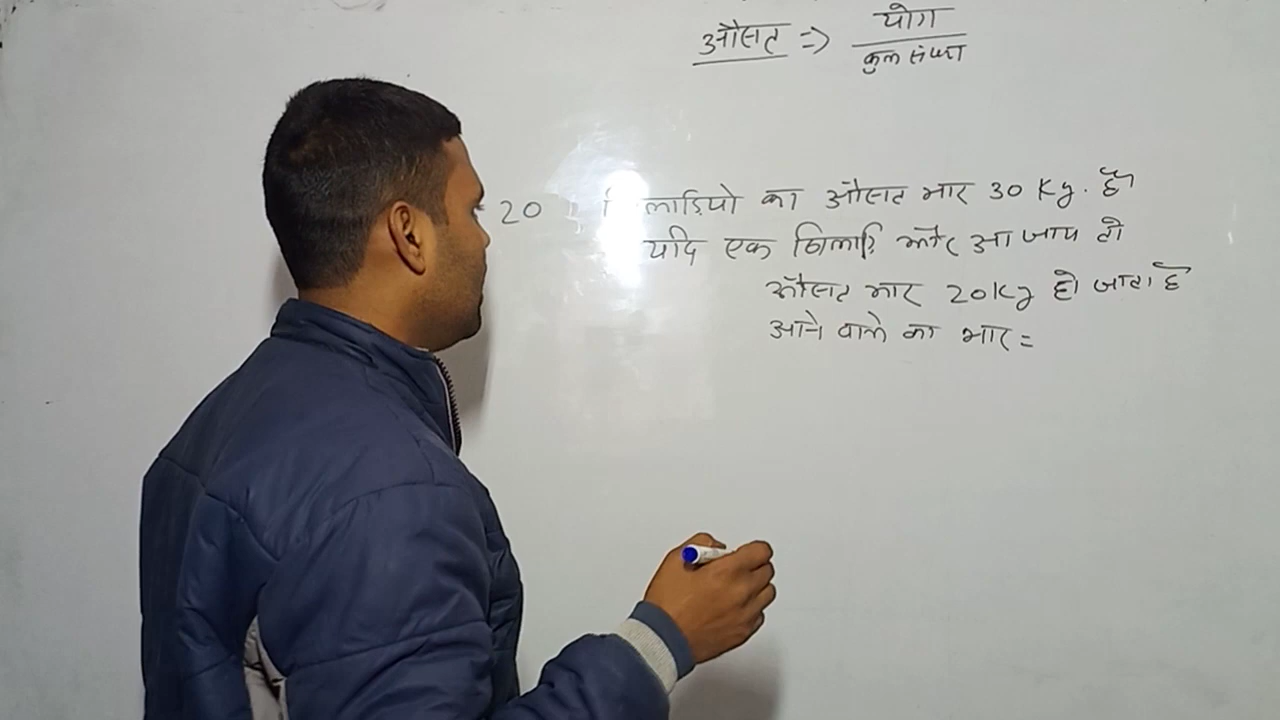 औसत => योग
कुल संख्या
20 खिलाड़ियो का औसत भार 30 Kg. है
यदि एक खिलाड़ि और आ जाय तो
औसत भार 20Kg हो जाता है
आने वाले का भार =